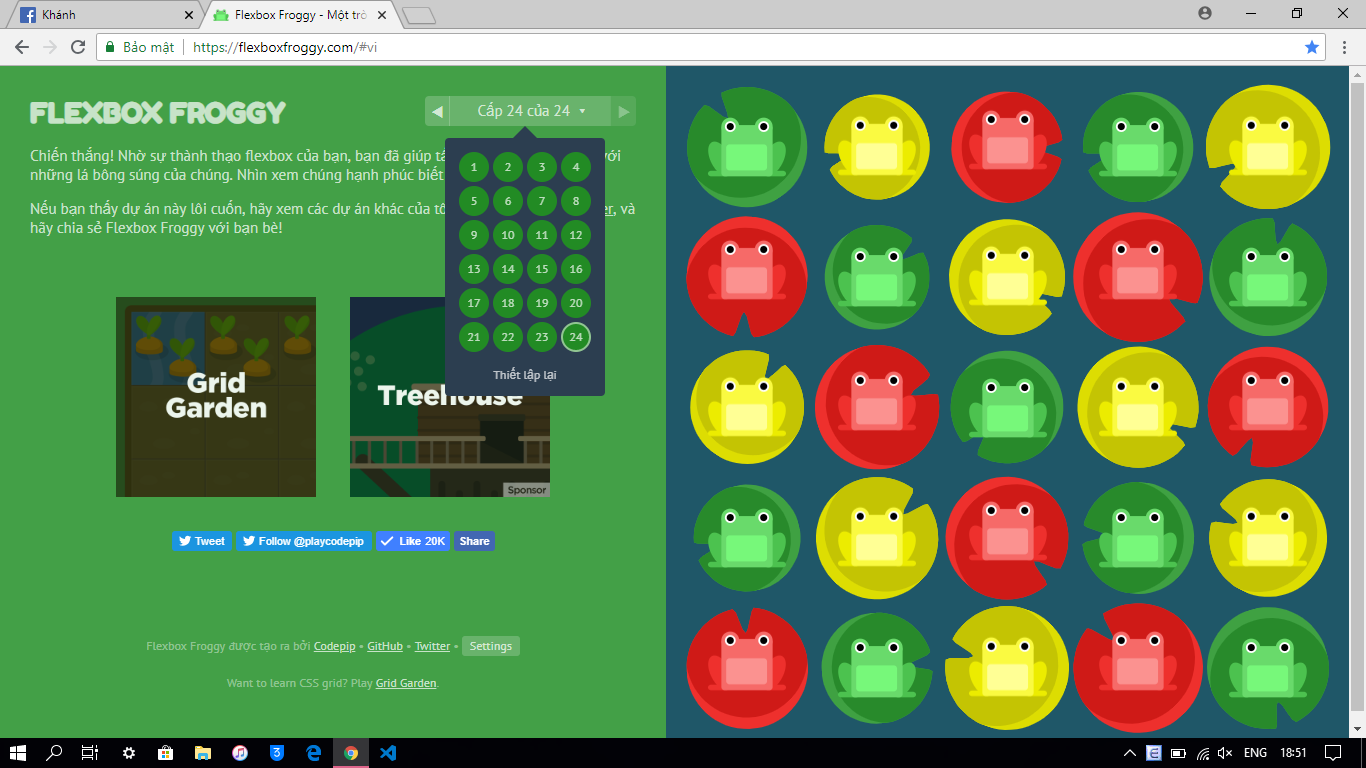 Khánh
Flexbox Froggy - Một trò
Bảo mật
https://flexboxfroggy.com/#vi
FLEXBOX FROGGY
Cấp 24 của 24
Chiến thắng! Nhờ sự thành thạo flexbox của bạn, bạn đã giúp tá với
những lá bông súng của chúng. Nhìn xem chúng hạnh phúc biết
Nếu bạn thấy dự án này lôi cuốn, hãy xem các dự án khác của tô er, và
hãy chia sẻ Flexbox Froggy với bạn bè!
1 2 3 4
5 6 7 8
9 10 11 12
13 14 15 16
17 18 19 20
21 22 23 24
Thiết lập lại
Grid
Garden
Treehouse
Sponsor
Tweet
Follow @playcodepip
Like 20K
Share
Flexbox Froggy được tạo ra bởi Codepip • GitHub • Twitter • Settings
Want to learn CSS grid? Play Grid Garden.
ENG
18:51